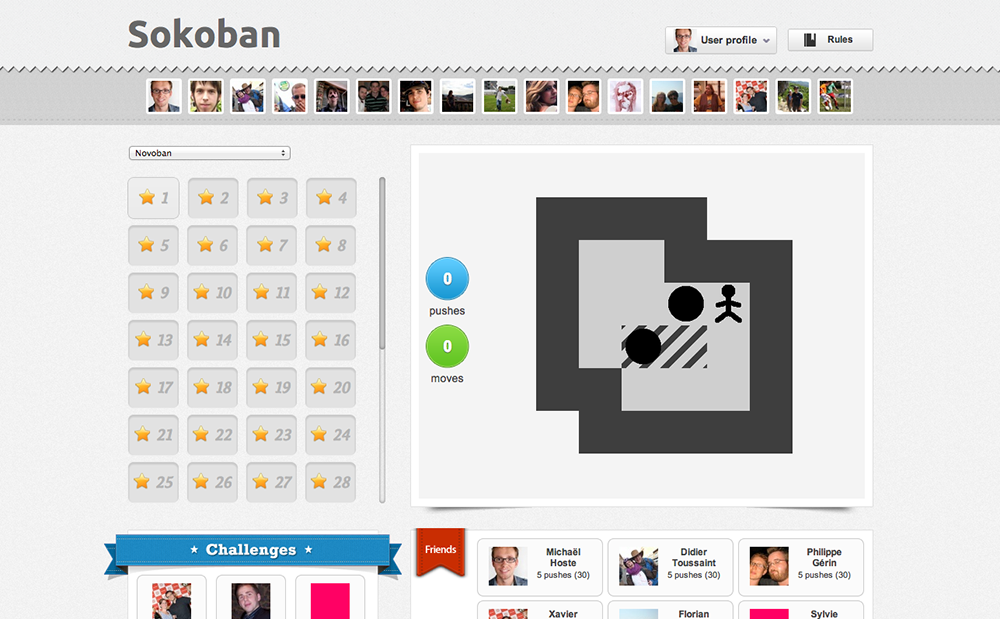 Sokoban
User profile
Rules
Novoban
1 2 3 4
5 6 7 8
9 10 11 12
13 14 15 16
17 18 19 20
21 22 23 24
25 26 27 28
0
pushes
0
moves
★ Challenges ★
Friends
Michaël
Hoste
5 pushes (30)
Didier
Toussaint
5 pushes (30)
Philippe
Gérin
5 pushes (30)
Xavier
Florian
Sylvie